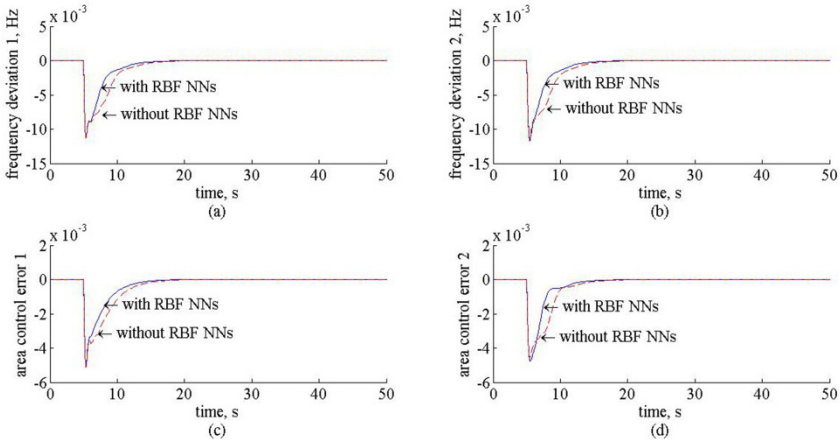 x 10⁻³
frequency deviation 1, Hz
5
0
-5
-10
-15
with RBF NNs
without RBF NNs
0 10 20 30 40 50
time, s
(a)
x 10⁻³
frequency deviation 2, Hz
5
0
-5
-10
-15
with RBF NNs
without RBF NNs
0 10 20 30 40 50
time, s
(b)
x 10⁻³
area control error 1
2
0
-2
-4
-6
with RBF NNs
without RBF NNs
0 10 20 30 40 50
time, s
(c)
x 10⁻³
area control error 2
2
0
-2
-4
-6
with RBF NNs
without RBF NNs
0 10 20 30 40 50
time, s
(d)